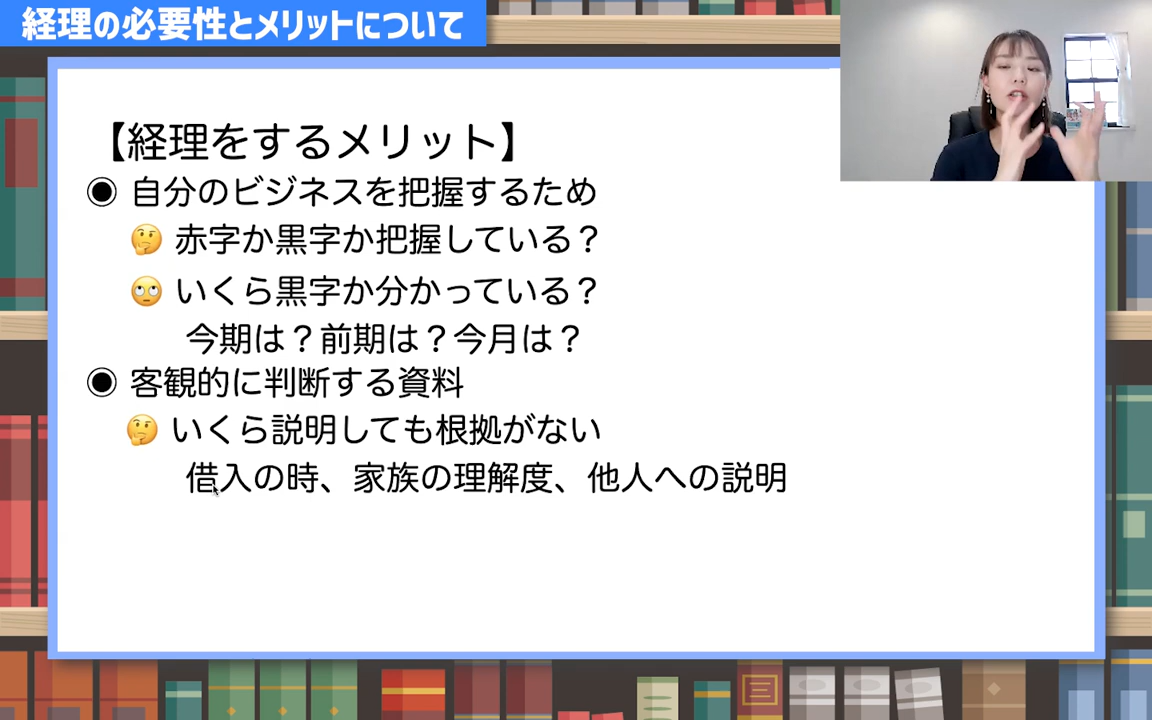 経理の必要性とメリットについて
【経理をするメリット】
◉ 自分のビジネスを把握するため
🤔 赤字か黒字か把握している？
🙄 いくら黒字か分かっている？
今期は？前期は？今月は？
◉ 客観的に判断する資料
🤔 いくら説明しても根拠がない
借入の時、家族の理解度、他人への説明